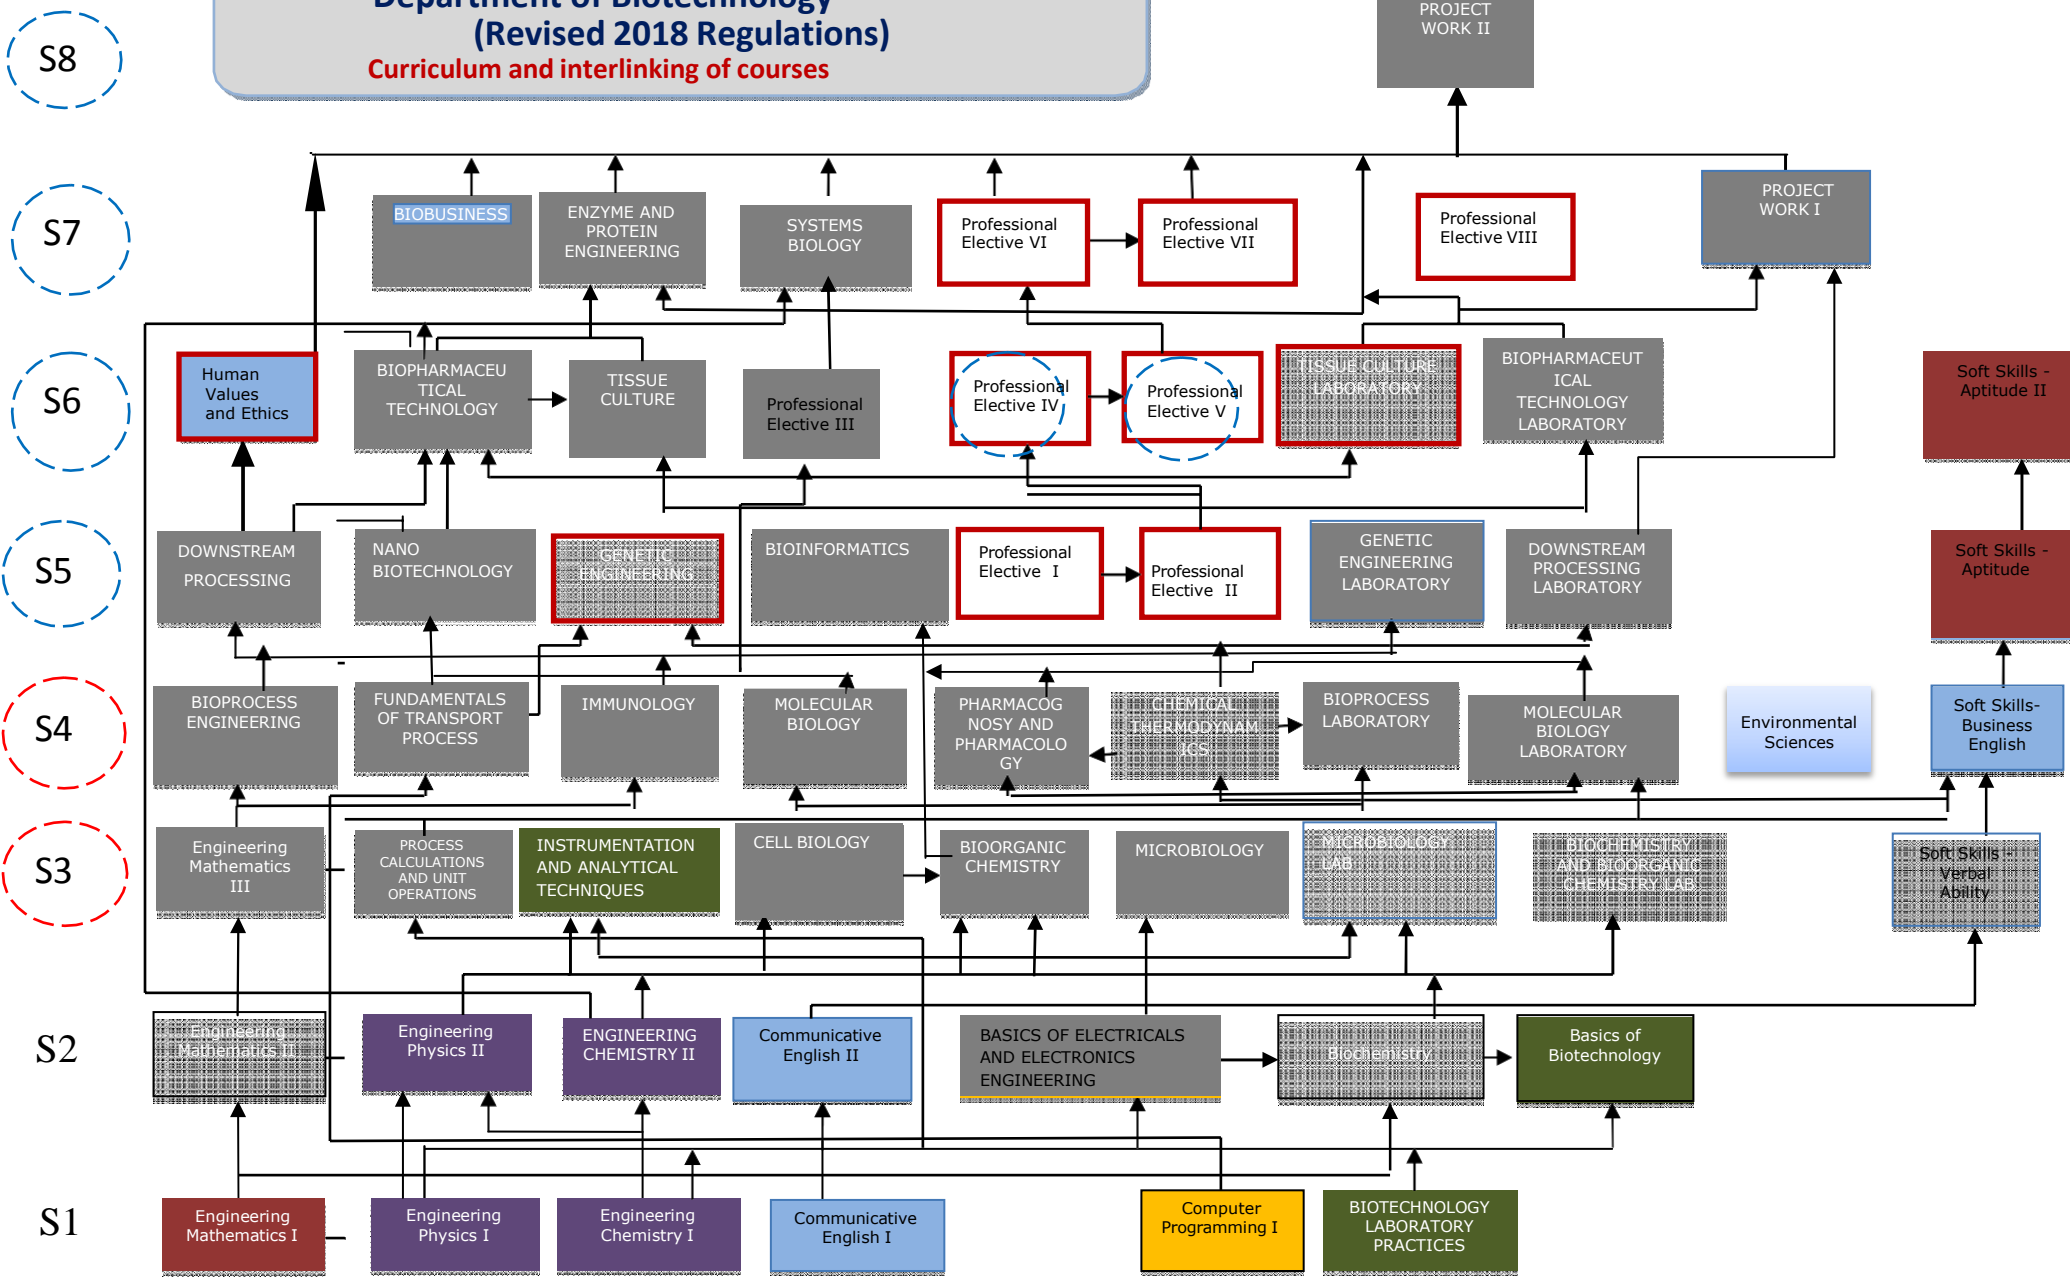 Department of Biotechnology
(Revised 2018 Regulations)
Curriculum and interlinking of courses
PROJECT
WORK II
S8
S7
BIOBUSINESS
ENZYME AND
PROTEIN
ENGINEERING
SYSTEMS
BIOLOGY
Professional
Elective VI
Professional
Elective VII
Professional
Elective VIII
PROJECT
WORK I
S6
Human
Values
and Ethics
BIOPHARMACEU
TICAL
TECHNOLOGY
TISSUE
CULTURE
Professional
Elective III
Professional
Elective IV
Professional
Elective V
TISSUE CULTURE
LABORATORY
BIOPHARMACEUT
ICAL
TECHNOLOGY
LABORATORY
Soft Skills -
Aptitude II
S5
DOWNSTREAM
PROCESSING
NANO
BIOTECHNOLOGY
GENETIC
ENGINEERING
BIOINFORMATICS
Professional
Elective I
Professional
Elective II
GENETIC
ENGINEERING
LABORATORY
DOWNSTREAM
PROCESSING
LABORATORY
Soft Skills -
Aptitude
S4
BIOPROCESS
ENGINEERING
FUNDAMENTALS
OF TRANSPORT
PROCESS
IMMUNOLOGY
MOLECULAR
BIOLOGY
PHARMACOG
NOSY AND
PHARMACOLO
GY
CHEMICAL
THERMODYNAM
ICS
BIOPROCESS
LABORATORY
MOLECULAR
BIOLOGY
LABORATORY
Environmental
Sciences
Soft Skills-
Business
English
S3
Engineering
Mathematics
III
PROCESS
CALCULATIONS
AND UNIT
OPERATIONS
INSTRUMENTATION
AND ANALYTICAL
TECHNIQUES
CELL BIOLOGY
BIOORGANIC
CHEMISTRY
MICROBIOLOGY
MICROBIOLOGY
LAB
BIOCHEMISTRY
AND BIOORGANIC
CHEMISTRY LAB
Soft Skills -
Verbal
Ability
S2
Engineering
Mathematics II
Engineering
Physics II
ENGINEERING
CHEMISTRY II
Communicative
English II
BASICS OF ELECTRICALS
AND ELECTRONICS
ENGINEERING
Biochemistry
Basics of
Biotechnology
S1
Engineering
Mathematics I
Engineering
Physics I
Engineering
Chemistry I
Communicative
English I
Computer
Programming I
BIOTECHNOLOGY
LABORATORY
PRACTICES